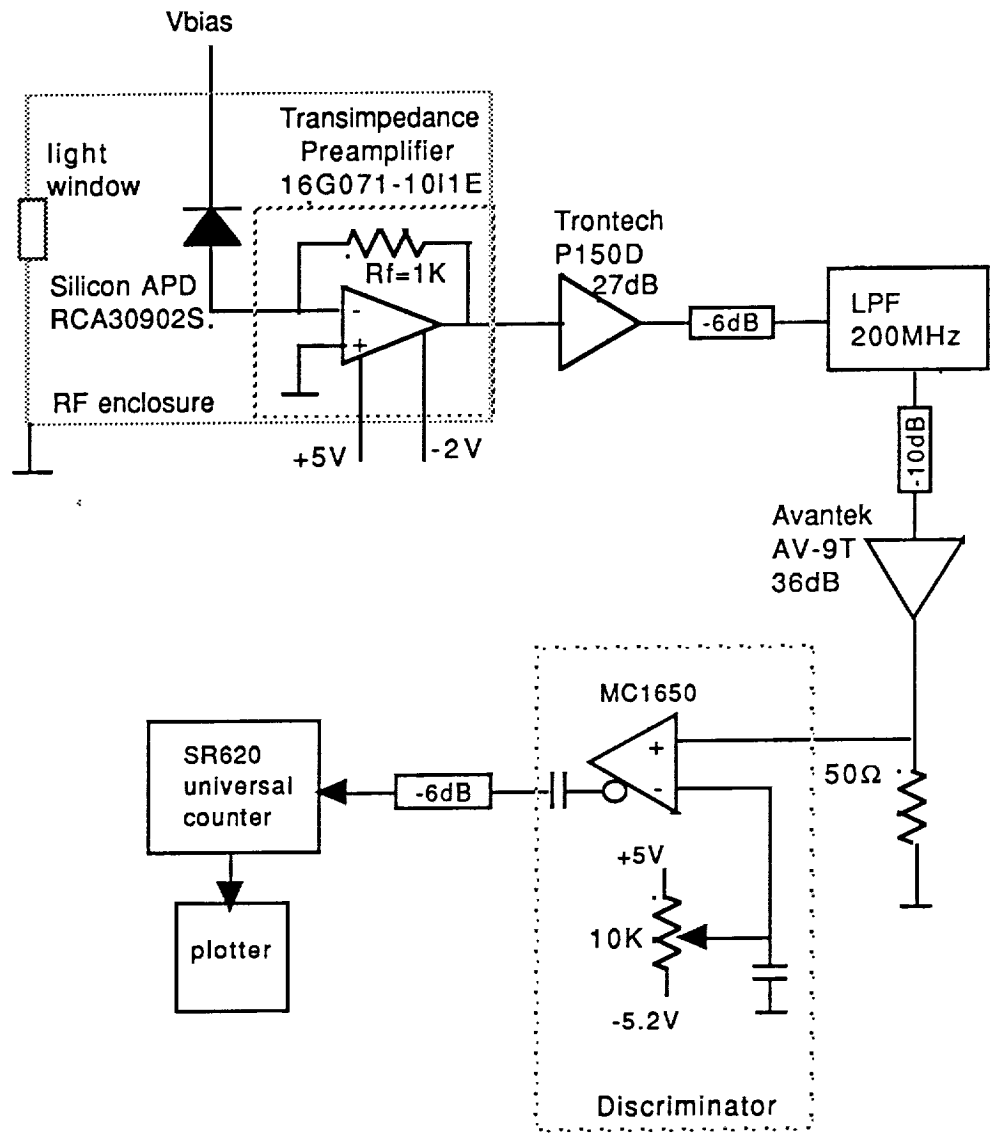 Vbias
light
window
Transimpedance
Preamplifier
16G071-10I1E
Silicon APD
RCA30902S.
Rf=1K
-
+
RF enclosure
+5V
-2V
Trontech
P150D
27dB
-6dB
LPF
200MHz
-10dB
Avantek
AV-9T
36dB
MC1650
+
-
50Ω
SR620
universal
counter
-6dB
+5V
10K
-5.2V
plotter
Discriminator